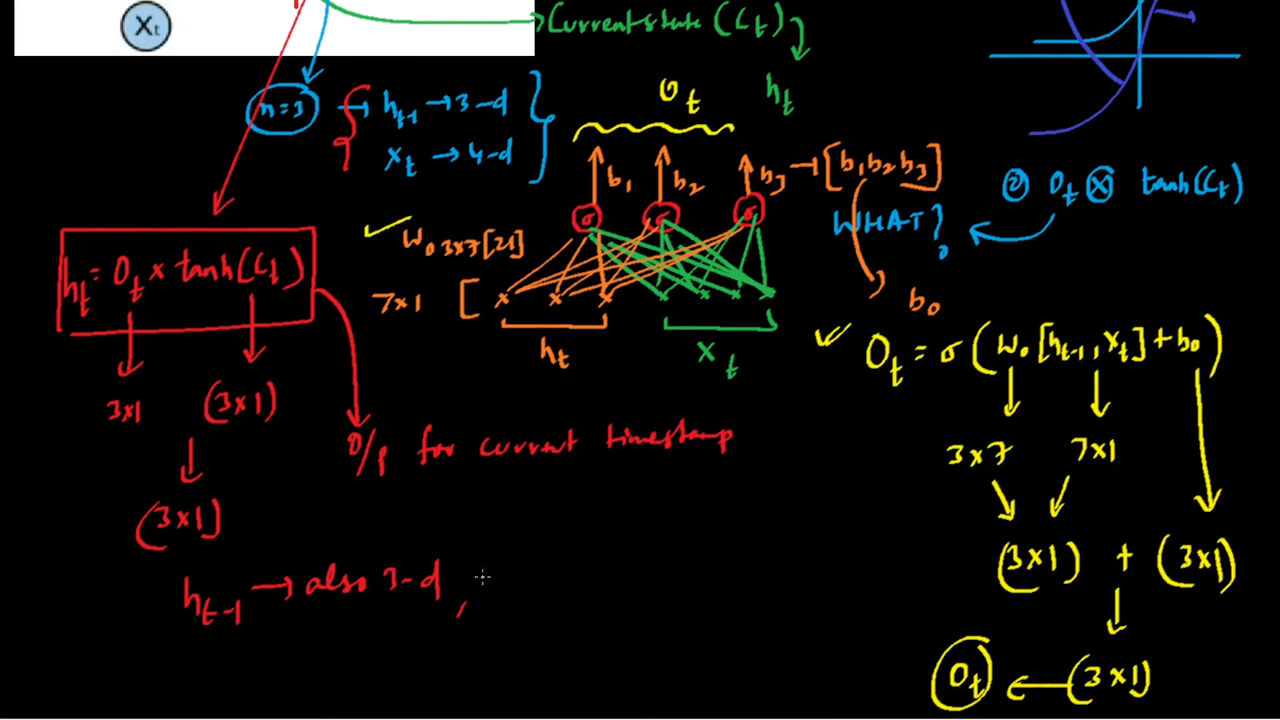 Xt
Current state (Ct)
ht
n=3 → ht-1 → 3-d
xt → 4-d
Ot
b1 b2 b3 → [b1 b2 b3]
② Ot ⊗ tanh(Ct)
WHAT?
σ σ σ
Wo 3x7 [21]
7x1 [
ht = Ot x tanh(Ct)
ht
xt
bo
Ot = σ(Wo [ht-1, xt] + bo)
3x1 (3x1)
O/P for current timestamp
3x7 7x1
(3x1]
(3x1) + (3x1)
ht-1 → also 3-d ,
Ot ← (3x1)